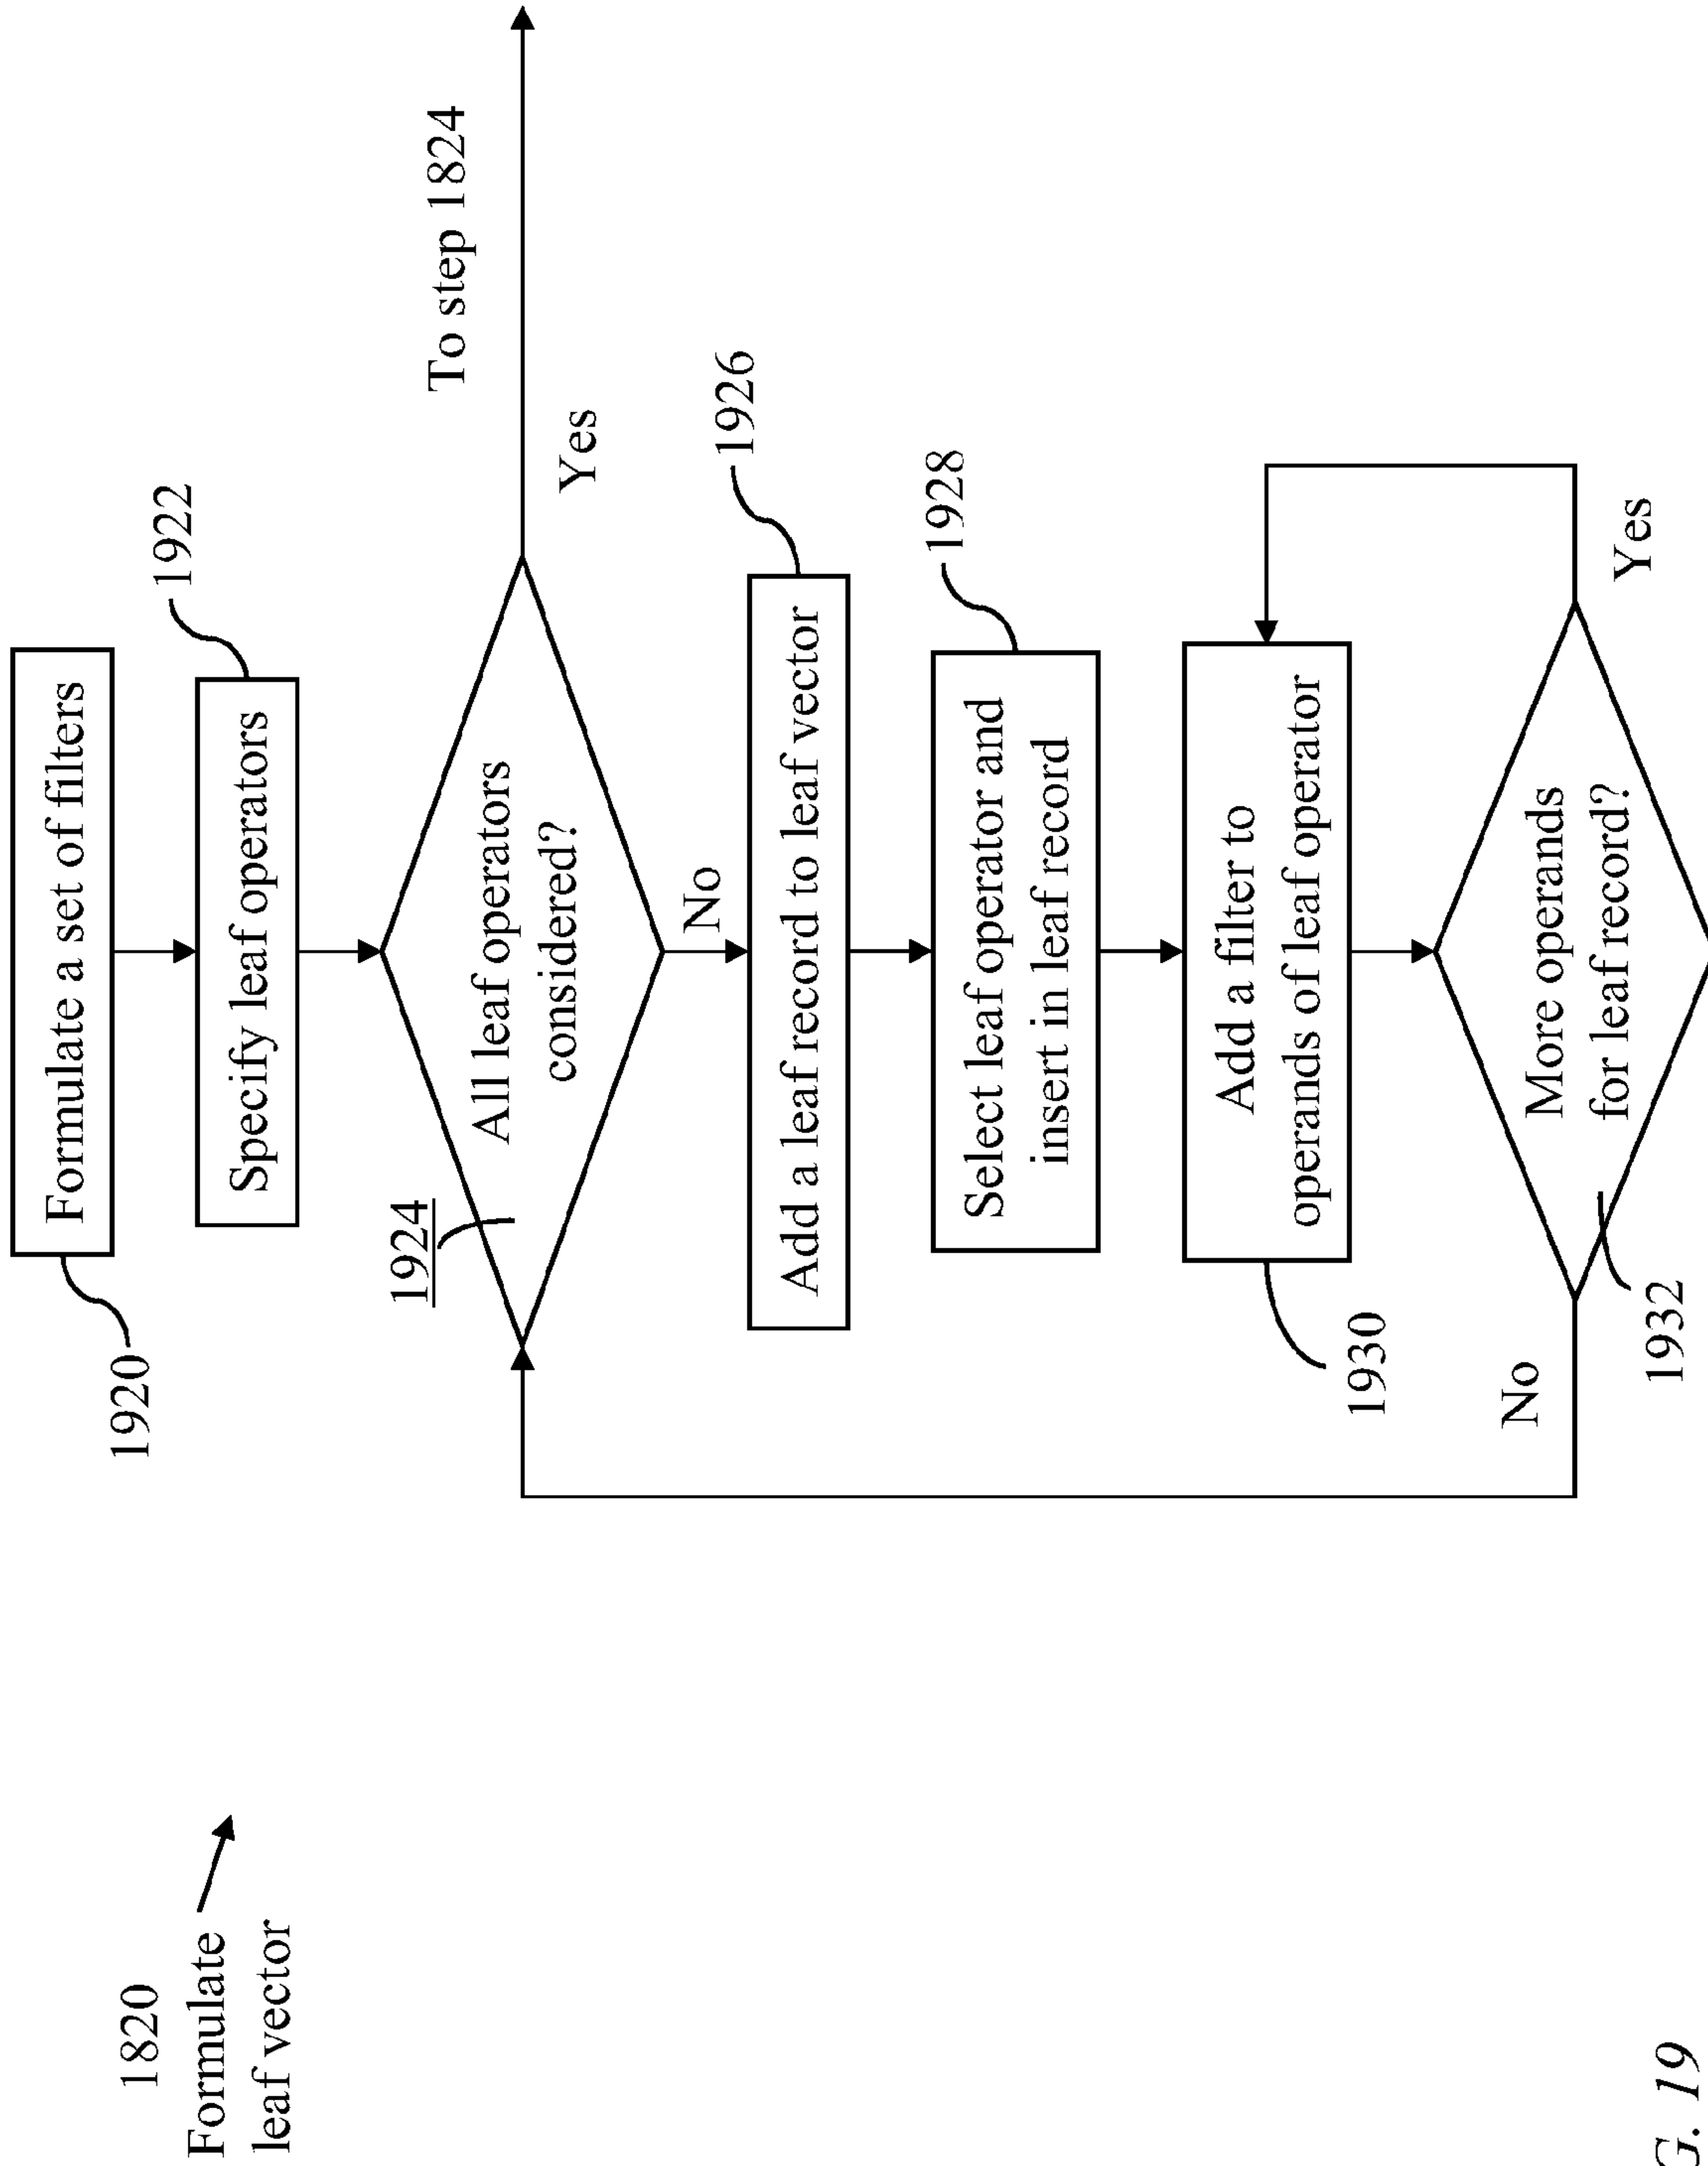 1820
Formulate
leaf vector
1920
Formulate a set of filters
Specify leaf operators
1922
1924
All leaf operators
considered?
Yes
To step 1824
No
Add a leaf record to leaf vector
1926
Select leaf operator and
insert in leaf record
1928
Add a filter to
operands of leaf operator
1930
More operands
for leaf record?
Yes
No
1932
G. 19